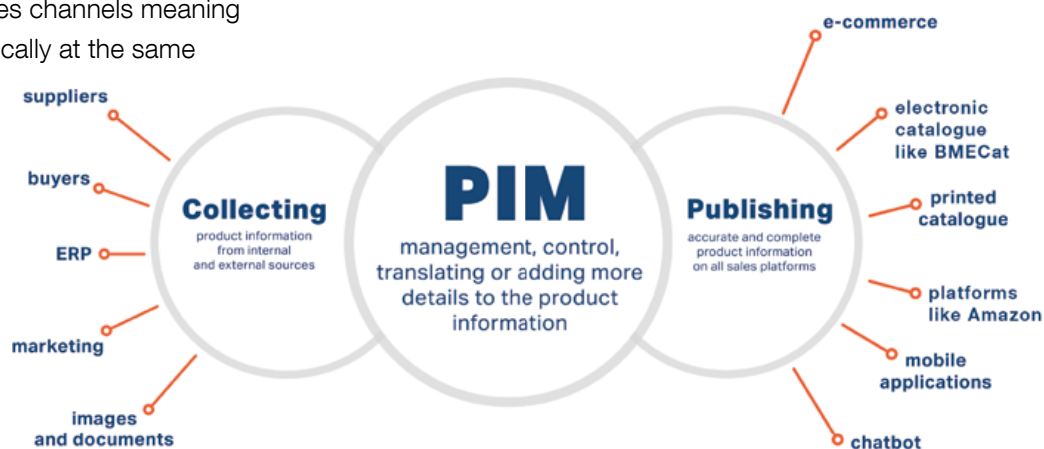 es channels meaning
cally at the same
suppliers
buyers
ERP
marketing
images
and documents
Collecting
product information
from internal
and external sources
PIM
management, control,
translating or adding more
details to the product
information
Publishing
accurate and complete
product information
on all sales platforms
e-commerce
electronic
catalogue
like BMECat
printed
catalogue
platforms
like Amazon
mobile
applications
chatbot